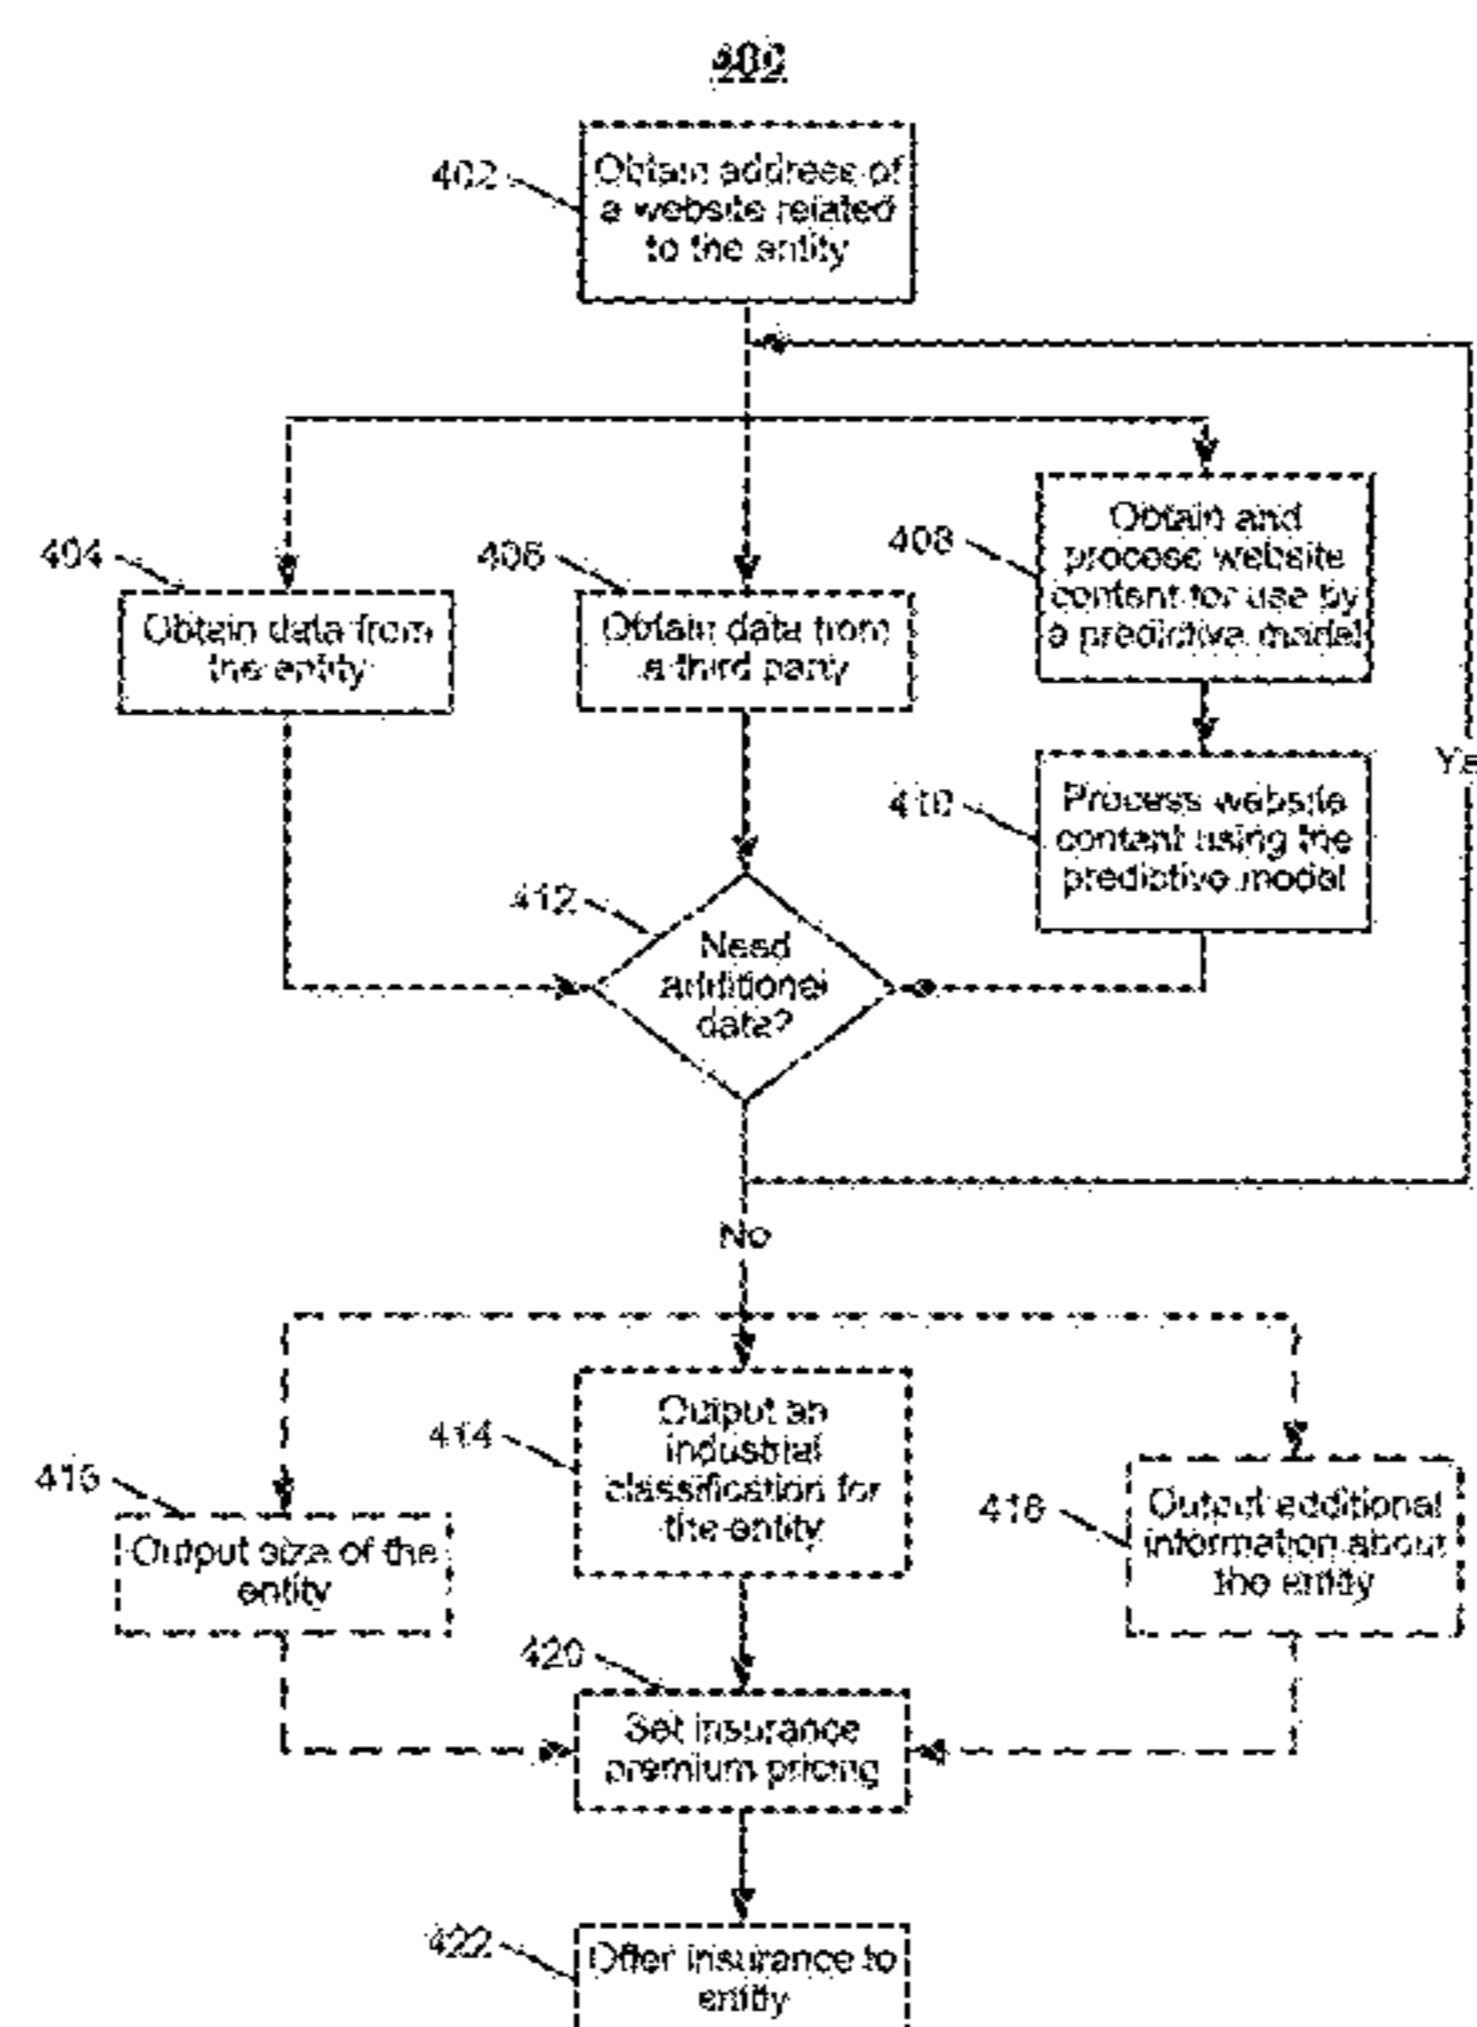 400
402
Obtain address of
a website related
to the entity
404
Obtain data from
the entity
406
Obtain data from
a third party
408
Obtain and
process website
content for use by
a predictive model
410
Process website
content using the
predictive model
Ye
412
Need
additional
data?
No
414
Output an
industrial
classification for
the entity
416
Output size of the
entity
418
Output additional
information about
the entity
420
Set insurance
premium pricing
422
Offer insurance to
entity